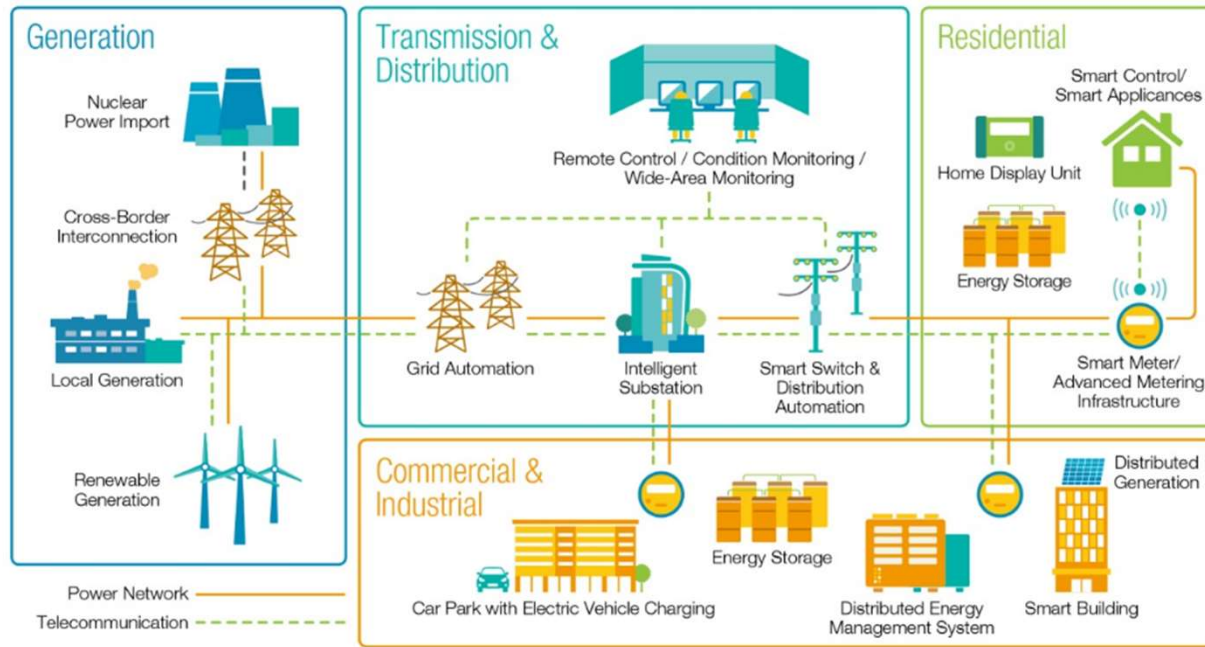 Generation
Nuclear
Power Import
Cross-Border
Interconnection
Local Generation
Renewable
Generation
Power Network
Telecommunication
Transmission &
Distribution
Remote Control / Condition Monitoring /
Wide-Area Monitoring
Grid Automation
Intelligent
Substation
Smart Switch &
Distribution
Automation
Residential
Smart Control/
Smart Applicances
Home Display Unit
Energy Storage
Smart Meter/
Advanced Metering
Infrastructure
Commercial &
Industrial
Car Park with Electric Vehicle Charging
Energy Storage
Distributed Energy
Management System
Distributed
Generation
Smart Building